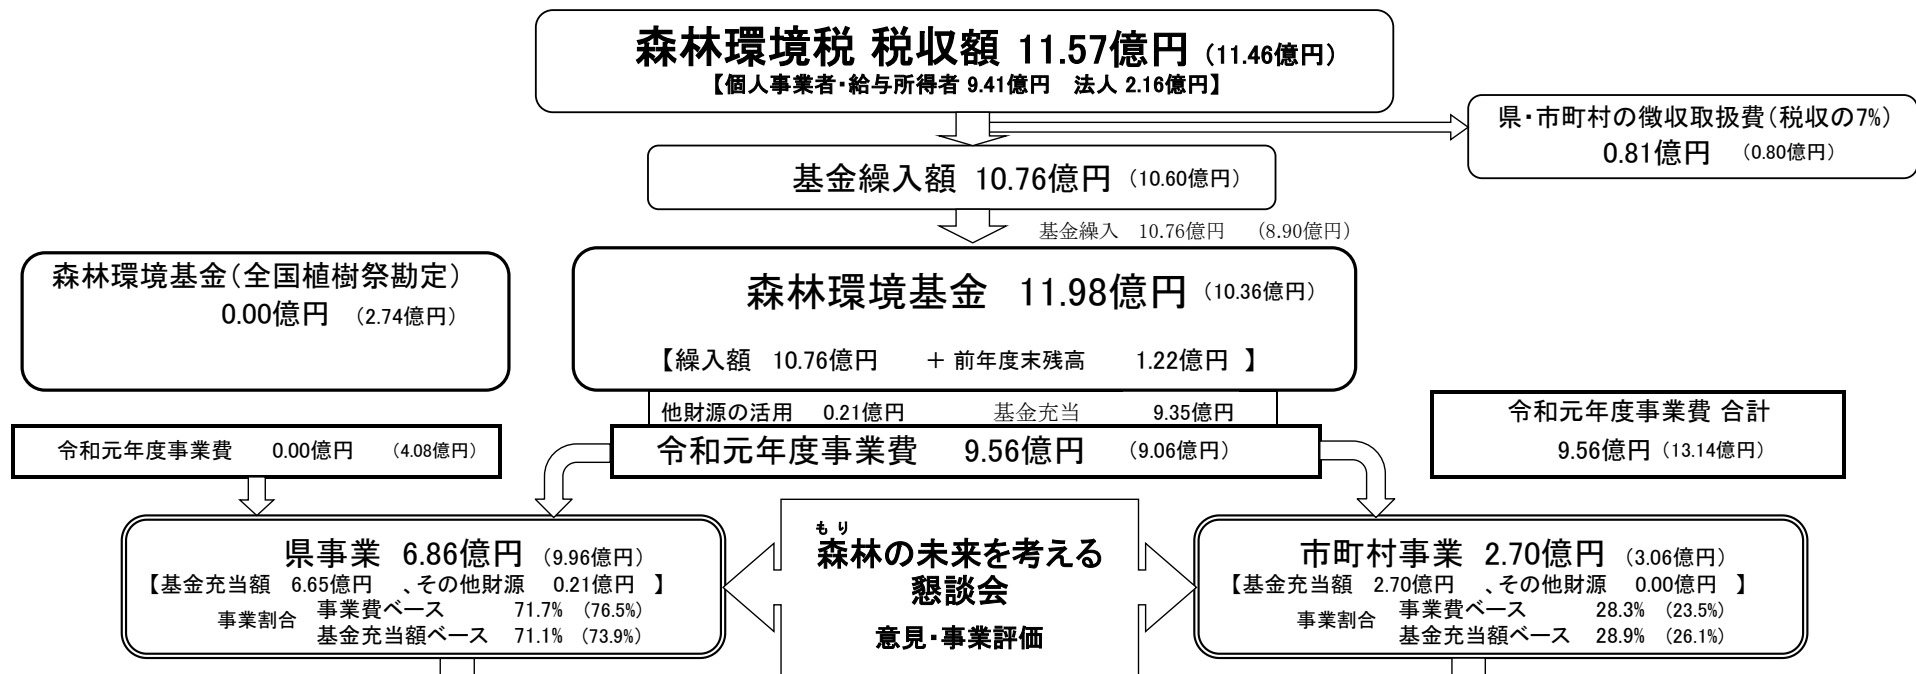 森林環境税 税収額 11.57億円 (11.46億円)
【個人事業者・給与所得者 9.41億円 法人 2.16億円】
県・市町村の徴収取扱費(税収の7%)
0.81億円 (0.80億円)
基金繰入額 10.76億円 (10.60億円)
基金繰入 10.76億円 (8.90億円)
森林環境基金(全国植樹祭勘定)
0.00億円 (2.74億円)
森林環境基金 11.98億円 (10.36億円)
【繰入額 10.76億円 + 前年度末残高 1.22億円 】
他財源の活用 0.21億円 基金充当 9.35億円
令和元年度事業費 合計
9.56億円 (13.14億円)
令和元年度事業費 0.00億円 (4.08億円)
令和元年度事業費 9.56億円 (9.06億円)
県事業 6.86億円 (9.96億円)
【基金充当額 6.65億円 、その他財源 0.21億円 】
事業割合 事業費ベース 71.7% (76.5%)
基金充当額ベース 71.1% (73.9%)
もり
森林の未来を考える
懇談会
意見・事業評価
市町村事業 2.70億円 (3.06億円)
【基金充当額 2.70億円 、その他財源 0.00億円 】
事業割合 事業費ベース 28.3% (23.5%)
基金充当額ベース 28.9% (26.1%)